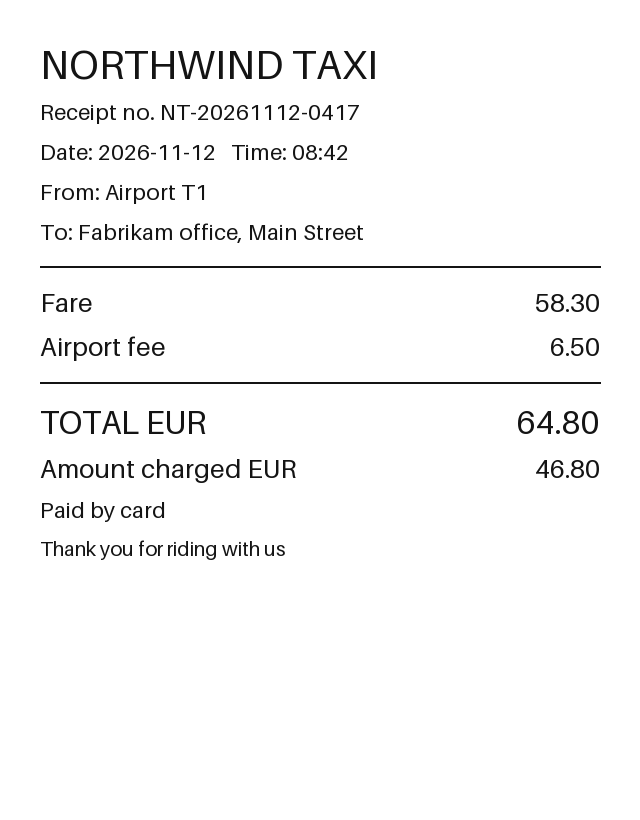 NORTHWIND TAXI
Receipt no. NT-20261112-0417
Date: 2026-11-12 Time: 08:42
From: Airport T1
To: Fabrikam office, Main Street
Fare 58.30
Airport fee 6.50
TOTAL EUR 64.80
Amount charged EUR 46.80
Paid by card
Thank you for riding with us